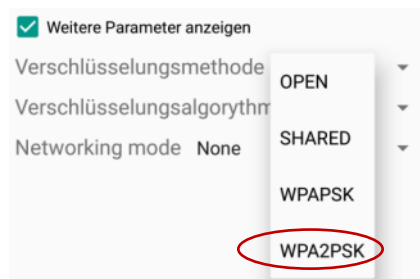 Weitere Parameter anzeigen
Verschlüsselungsmethode
OPEN
Verschlüsselungsalgorythm
SHARED
Networking mode None
WPAPSK
WPA2PSK